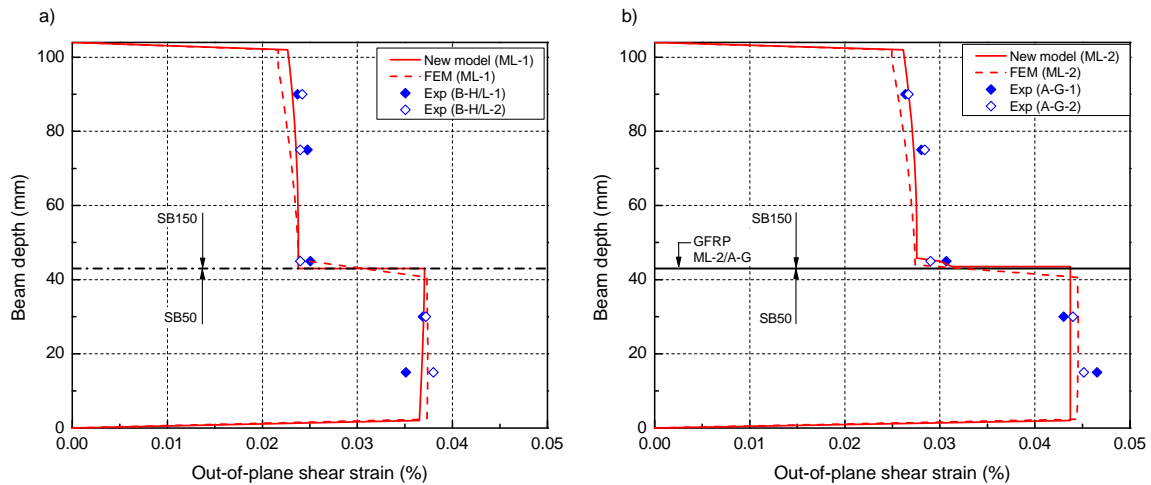 a)
100
80
60
40
20
0
0.00
0.01
0.02
0.03
0.04
0.05
Beam depth (mm)
Out-of-plane shear strain (%)
New model (ML-1)
FEM (ML-1)
Exp (B-H/L-1)
Exp (B-H/L-2)
SB150
SB50
b)
100
80
60
40
20
0
0.00
0.01
0.02
0.03
0.04
0.05
Beam depth (mm)
Out-of-plane shear strain (%)
New model (ML-2)
FEM (ML-2)
Exp (A-G-1)
Exp (A-G-2)
GFRP
ML-2/A-G
SB150
SB50